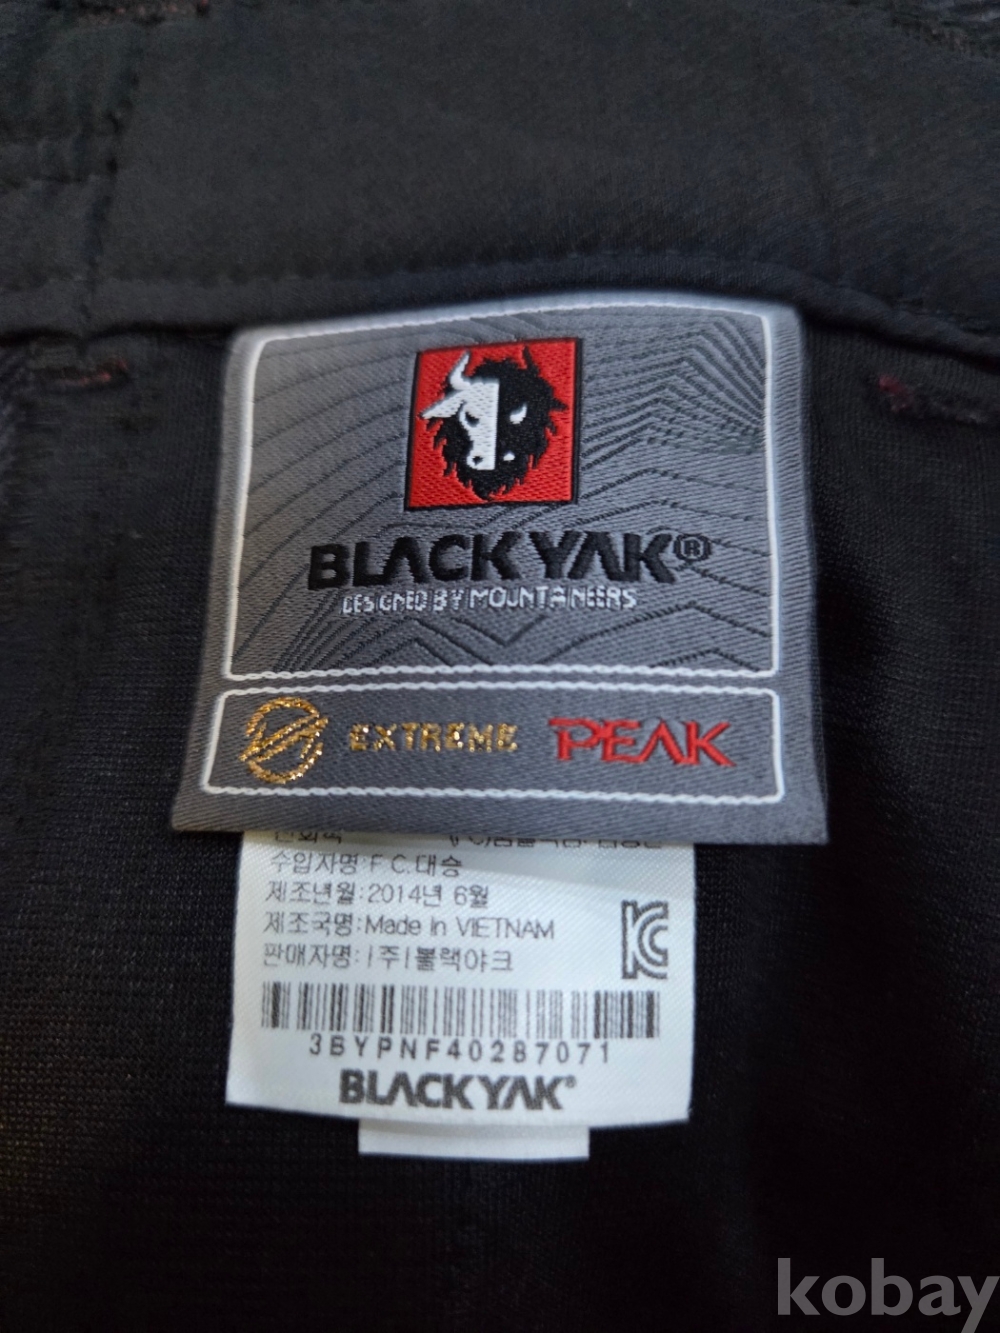 BLACKYAK®
DESIGNED BY MOUNTAINEERS
EXTREME PEAK
수입자명:F.C.대승
제조년월:2014년 6월
제조국명:Made In VIETNAM
판매자명:(주)블랙야크
3BYPNF40287071
BLACKYAK®
kobay